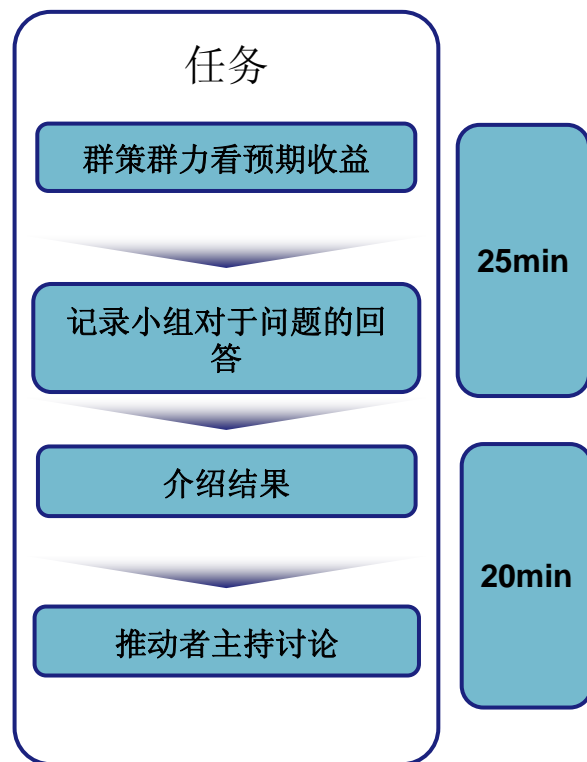 任务
群策群力看预期收益
25min
记录小组对于问题的回
答
介绍结果
20min
推动者主持讨论